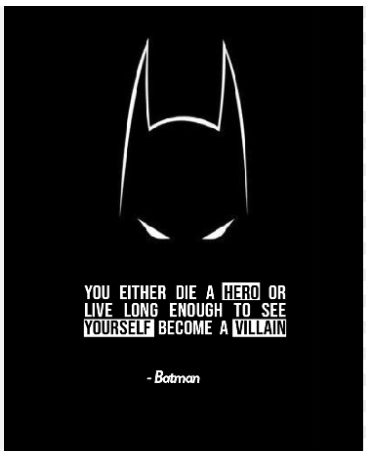 YOU EITHER DIE A HERO OR
LIVE LONG ENOUGH TO SEE
YOURSELF BECOME A VILLAIN
- Batman